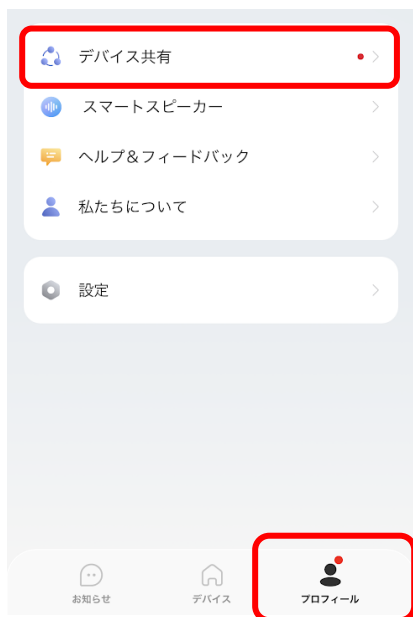 デバイス共有
スマートスピーカー
ヘルプ＆フィードバック
私たちについて
設定
お知らせ
デバイス
プロフィール